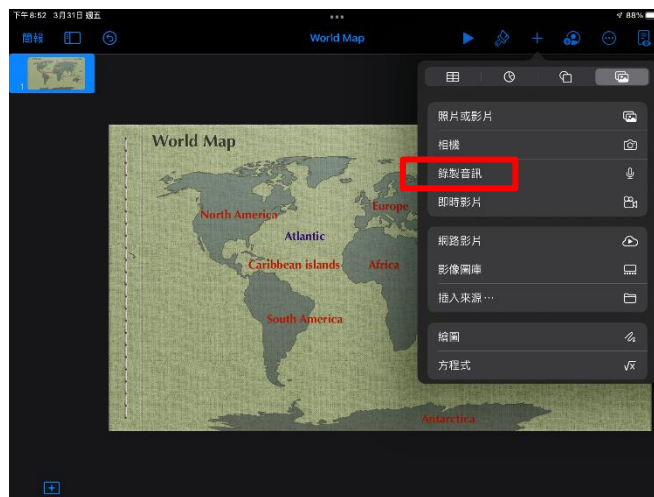 下午8:52 3月31日 週五
88%
簡報
World Map
1
照片或影片
相機
錄製音訊
即時影片
網路影片
影像圖庫
插入來源…
繪圖
方程式
√x
World Map
North America
Europe
Atlantic
Caribbean islands
Africa
South America
Antarctica